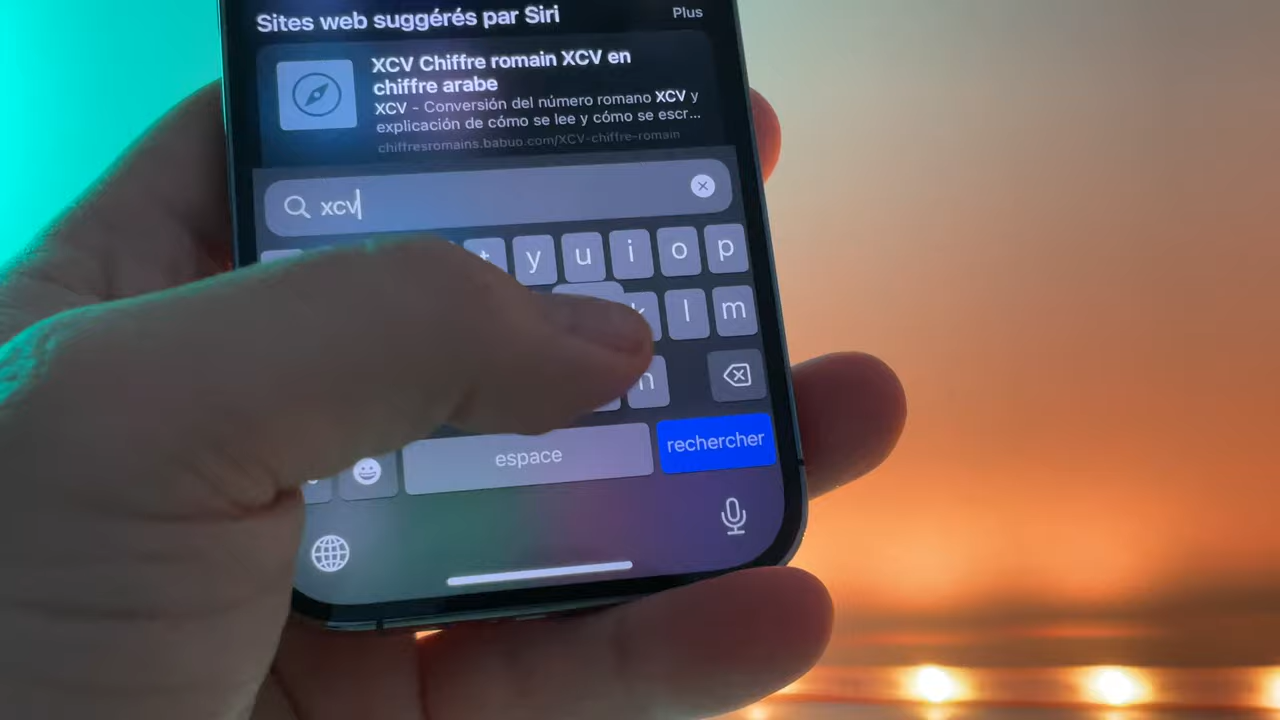 Sites web suggérés par Siri
Plus
XCV Chiffre romain XCV en
chiffre arabe
XCV - Conversión del número romano XCV y
explicación de cómo se lee y cómo se escr...
chiffresromains.babuo.com/XCV-chiffre-romain
xcv
t y u i o p
k l m
n
espace
rechercher